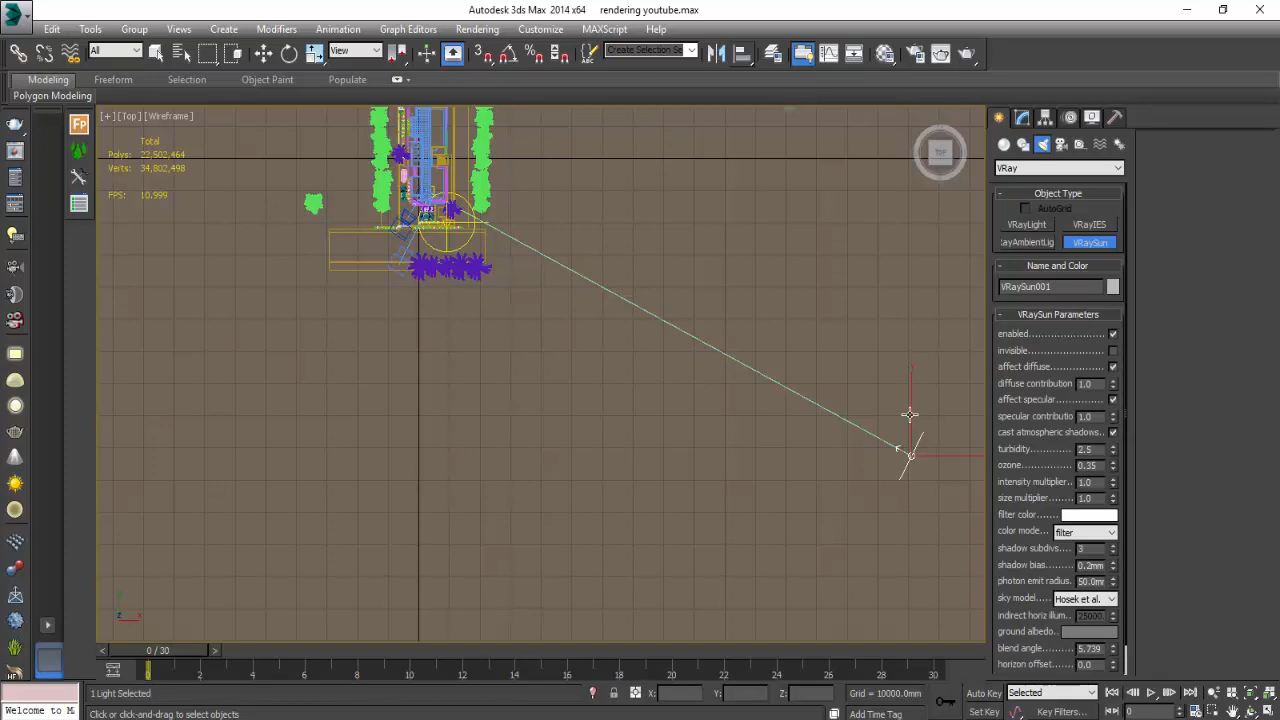 Autodesk 3ds Max 2014 x64 rendering youtube.max
Edit Tools Group Views Create Modifiers Animation Graph Editors Rendering Customize MAXScript Help
All View Create Selection Se
Modeling Freeform Selection Object Paint Populate
Polygon Modeling
[+][Top][Wireframe]
Total
Polys: 22,502,464
Verts: 34,802,498
FPS: 10.999
TOP
VRay
Object Type
AutoGrid
VRayLight VRayIES
RayAmbientLig VRaySun
Name and Color
VRaySun001
VRaySun Parameters
enabled
invisible
affect diffuse
diffuse contribution 1.0
affect specular
specular contributio 1.0
cast atmospheric shadows
turbidity 2.5
ozone 0.35
intensity multiplier 1.0
size multiplier 1.0
filter color
color mode filter
shadow subdivs 3
shadow bias 0.2mm
photon emit radius 50.0mr
sky model Hosek et al.
indirect horiz illum 25000.
ground albedo
blend angle 5.739
horizon offset 0.0
0 / 30
0 2 4 6 8 10 12 14 16 18 20 22 24 26 28 30
1 Light Selected X: Y: Z: Grid = 10000.0mm Auto Key Selected
Welcome to M Click or click-and-drag to select objects Add Time Tag Set Key Key Filters... 0